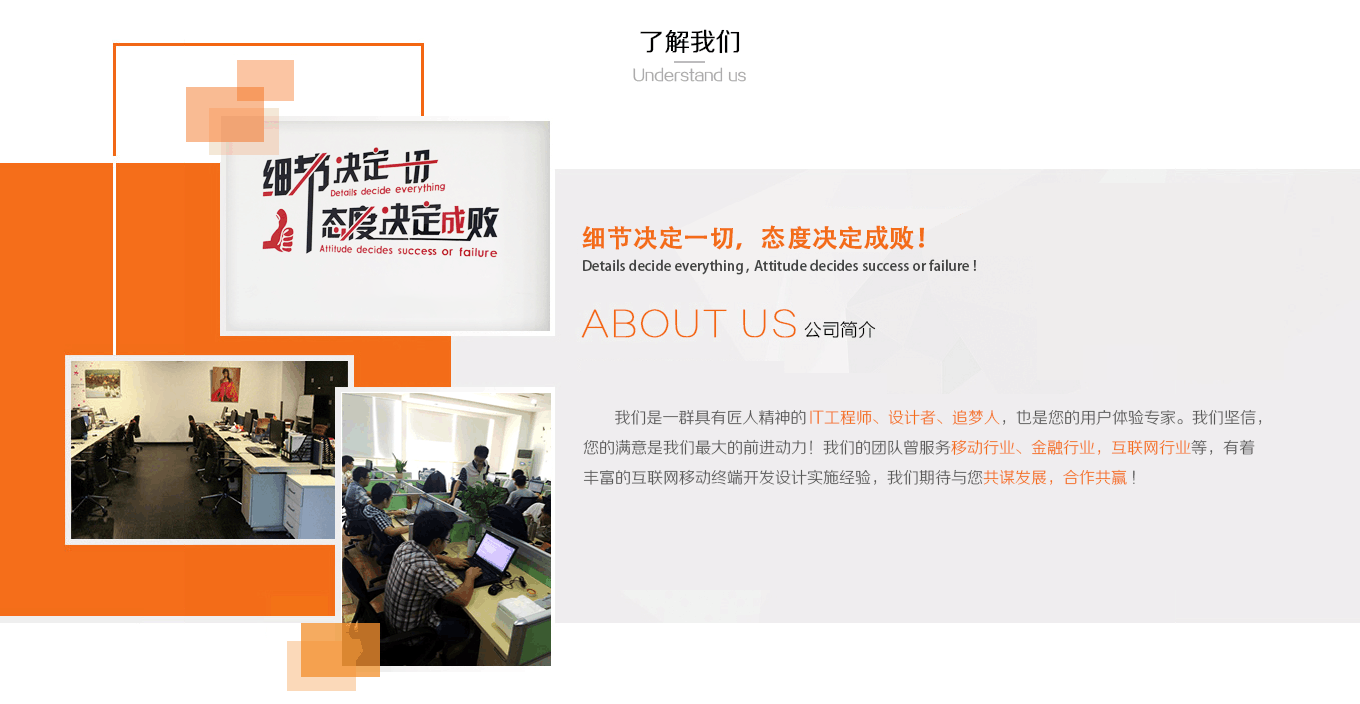 了解我们
Understand us
细节决定一切
Details decide everything
态度决定成败
Attitude decides success or failure
细节决定一切，态度决定成败！
Details decide everything , Attitude decides success or failure !
ABOUT US 公司简介
我们是一群具有匠人精神的IT工程师、设计者、追梦人，也是您的用户体验专家。我们坚信，
您的满意是我们最大的前进动力！我们的团队曾服务移动行业、金融行业，互联网行业等，有着
丰富的互联网移动终端开发设计实施经验，我们期待与您共谋发展，合作共赢！